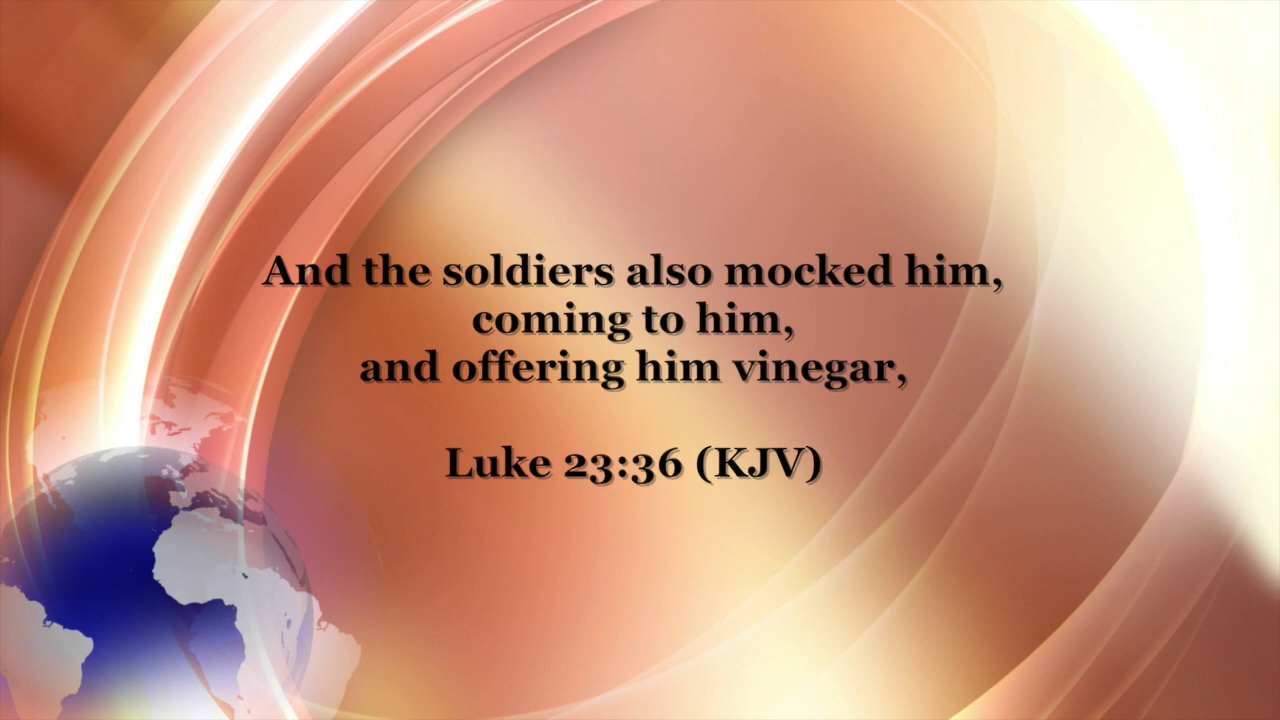 And the soldiers also mocked him,
coming to him,
and offering him vinegar,
Luke 23:36 (KJV)